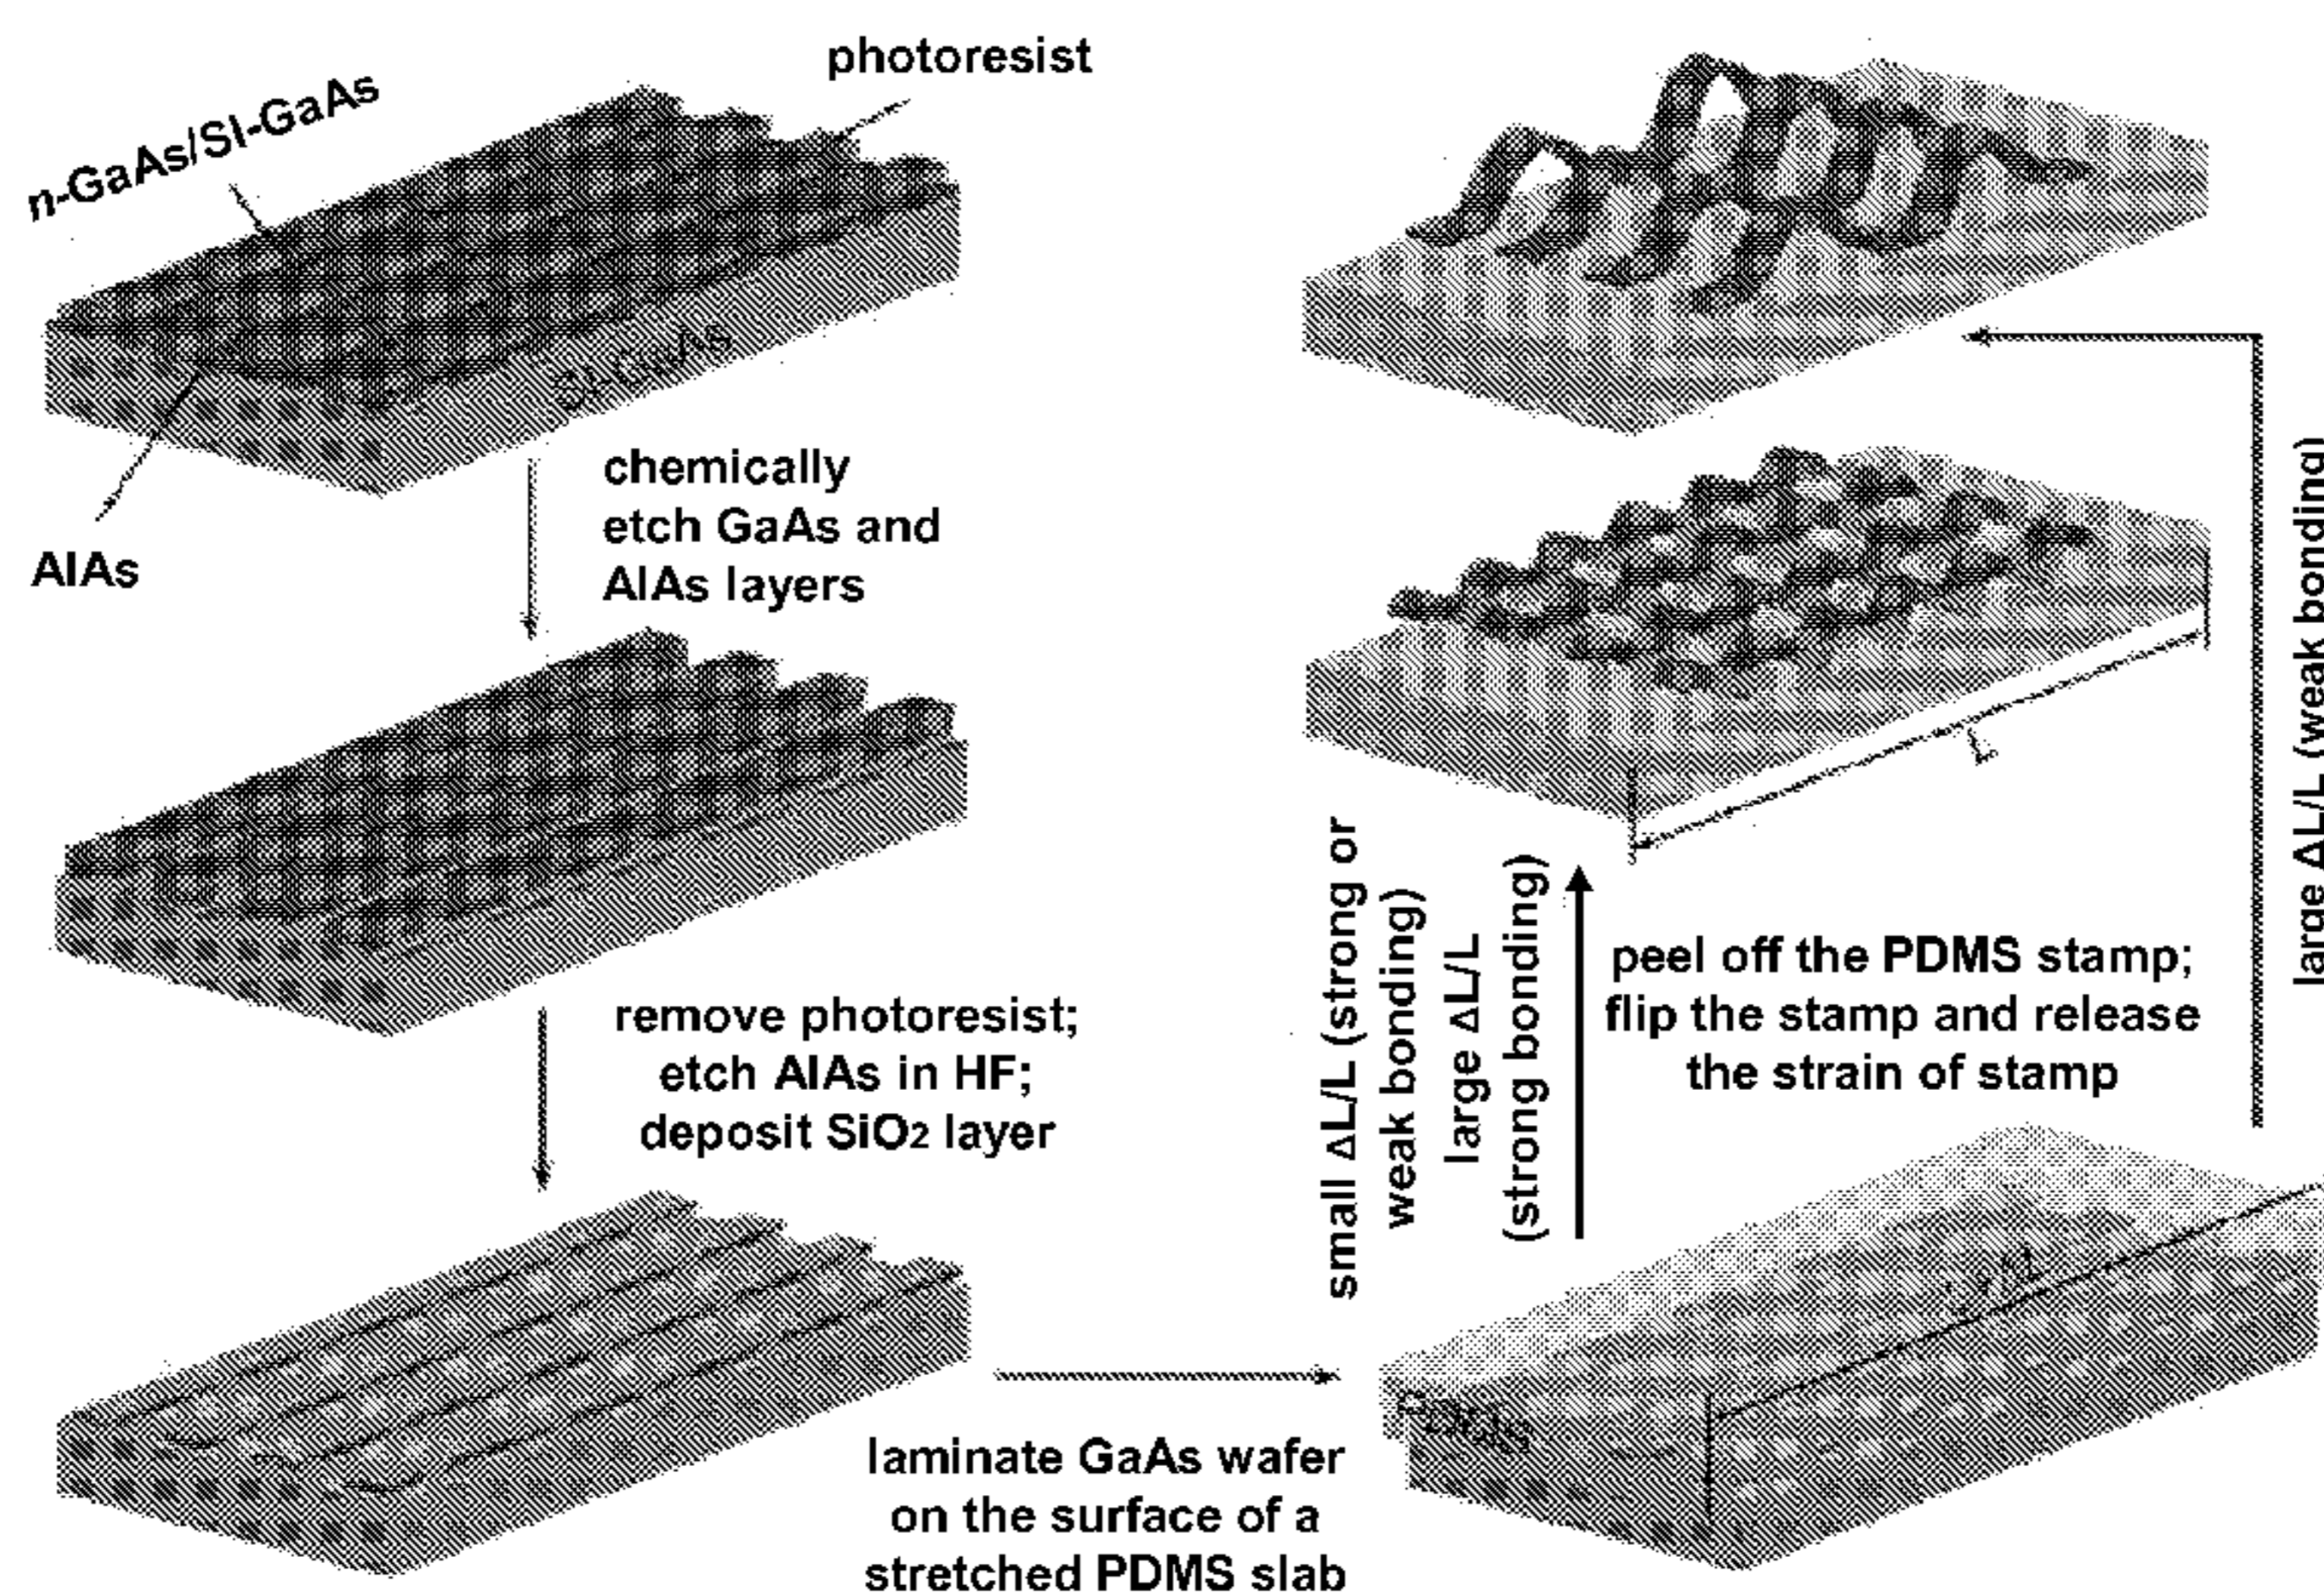 photoresist
n-GaAs/SI-GaAs
SI-GaAs
AlAs
chemically
etch GaAs and
AlAs layers
remove photoresist;
etch AlAs in HF;
deposit SiO2 layer
laminate GaAs wafer
on the surface of a
stretched PDMS slab
PDMS
L+ΔL
small ΔL/L (strong or
weak bonding)
large ΔL/L
(strong bonding)
peel off the PDMS stamp;
flip the stamp and release
the strain of stamp
L
large ΔL/L (weak bonding)